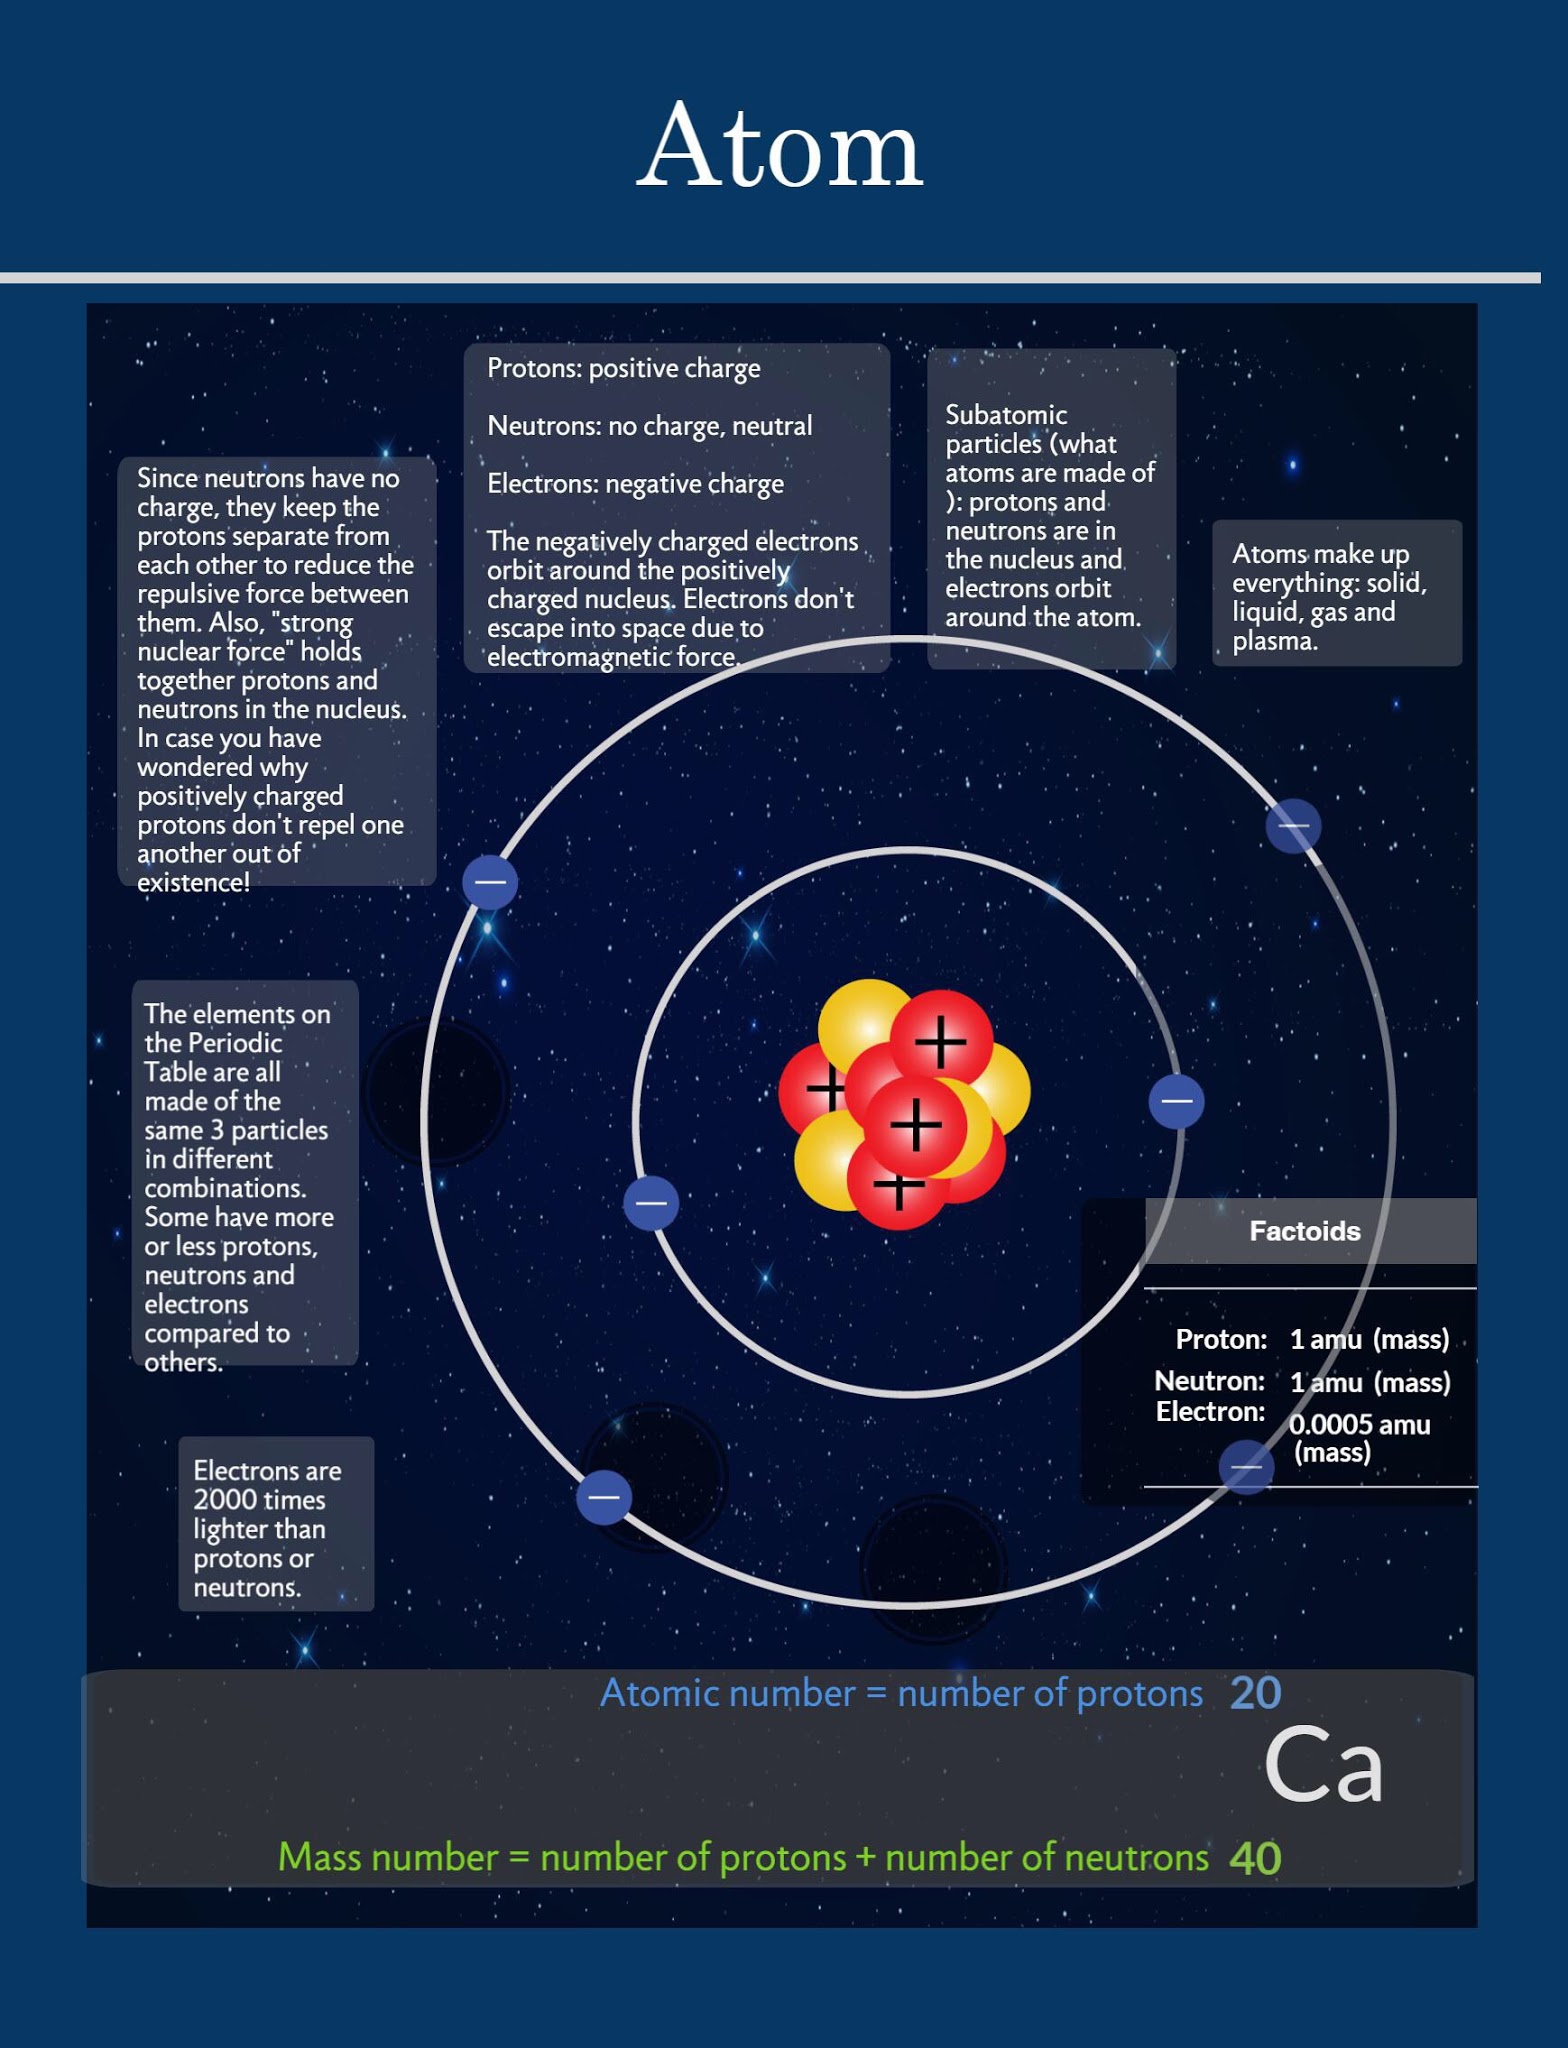 Atom
Protons: positive charge
Neutrons: no charge, neutral
Electrons: negative charge
The negatively charged electrons
orbit around the positively
charged nucleus. Electrons don't
escape into space due to
electromagnetic force.
Subatomic
particles (what
atoms are made of
): protons and
neutrons are in
the nucleus and
electrons orbit
around the atom.
Atoms make up
everything: solid,
liquid, gas and
plasma.
Since neutrons have no
charge, they keep the
protons separate from
each other to reduce the
repulsive force between
them. Also, "strong
nuclear force" holds
together protons and
neutrons in the nucleus.
In case you have
wondered why
positively charged
protons don't repel one
another out of
existence!
The elements on
the Periodic
Table are all
made of the
same 3 particles
in different
combinations.
Some have more
or less protons,
neutrons and
electrons
compared to
others.
Electrons are
2000 times
lighter than
protons or
neutrons.
−
−
+
+
+
+
−
−
−
−
Factoids
Proton: 1 amu (mass)
Neutron: 1 amu (mass)
Electron: 0.0005 amu
(mass)
Atomic number = number of protons 20
Ca
Mass number = number of protons + number of neutrons 40